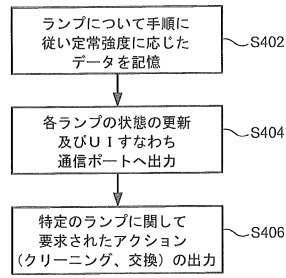 ランプについて手順に
従い定常強度に応じた
データを記憶
S402
各ランプの状態の更新
及びUIすなわち
通信ポートへ出力
S404
特定のランプに関して
要求されたアクション
(クリーニング、交換)の出力
S406